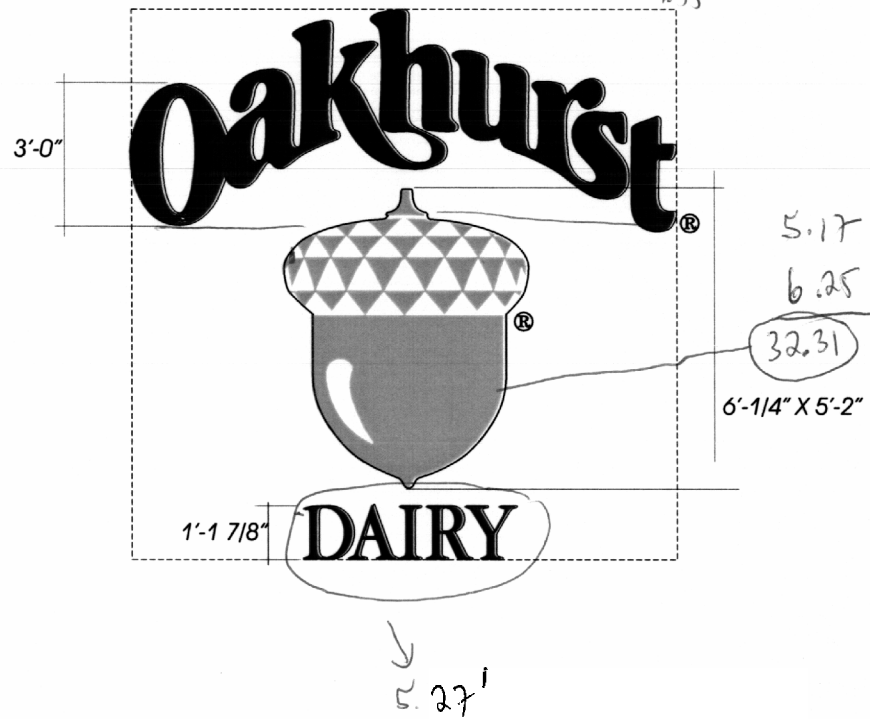 Oakhurst®
3'-0"
5.17
6.25
32.31
®
6'-1/4" X 5'-2"
1'-1 7/8"
DAIRY
5.27'